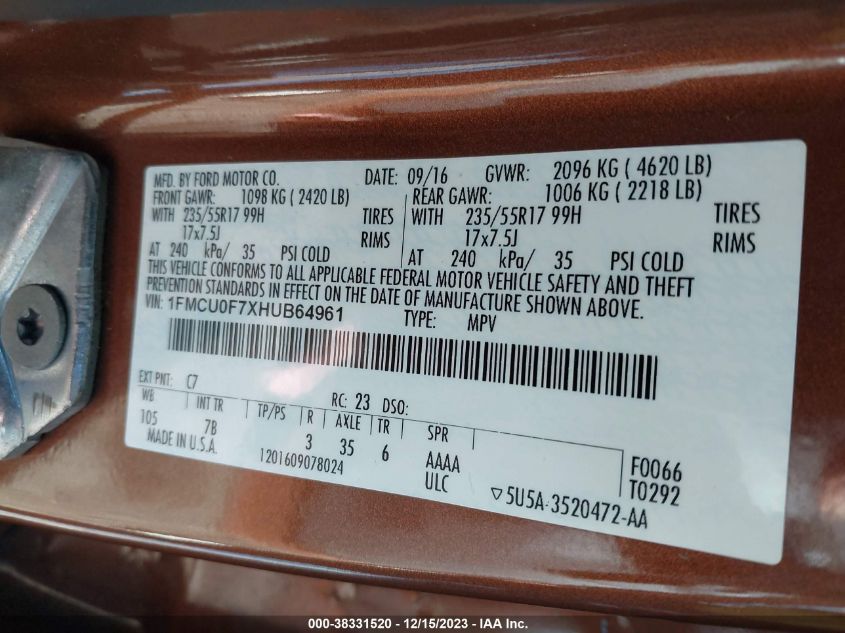 MFD. BY FORD MOTOR CO. DATE: 09/16 GVWR: 2096 KG ( 4620 LB)
FRONT GAWR: 1098 KG ( 2420 LB) REAR GAWR: 1006 KG ( 2218 LB)
WITH 235/55R17 99H TIRES WITH 235/55R17 99H TIRES
17x7.5J RIMS 17x7.5J RIMS
AT 240 kPa/ 35 PSI COLD AT 240 kPa/ 35 PSI COLD
THIS VEHICLE CONFORMS TO ALL APPLICABLE FEDERAL MOTOR VEHICLE SAFETY AND THEFT
PREVENTION STANDARDS IN EFFECT ON THE DATE OF MANUFACTURE SHOWN ABOVE.
VIN: 1FMCU0F7XHUB64961 TYPE: MPV
EXT PNT: C7 RC: 23 DSO:
WB INT TR TP/PS R AXLE TR SPR
105 7B 3 35 6 AAAA F0066
MADE IN U.S.A. ULC T0292
1201609078024 ▽5U5A-3520472-AA
000-38331520 - 12/15/2023 - IAA Inc.